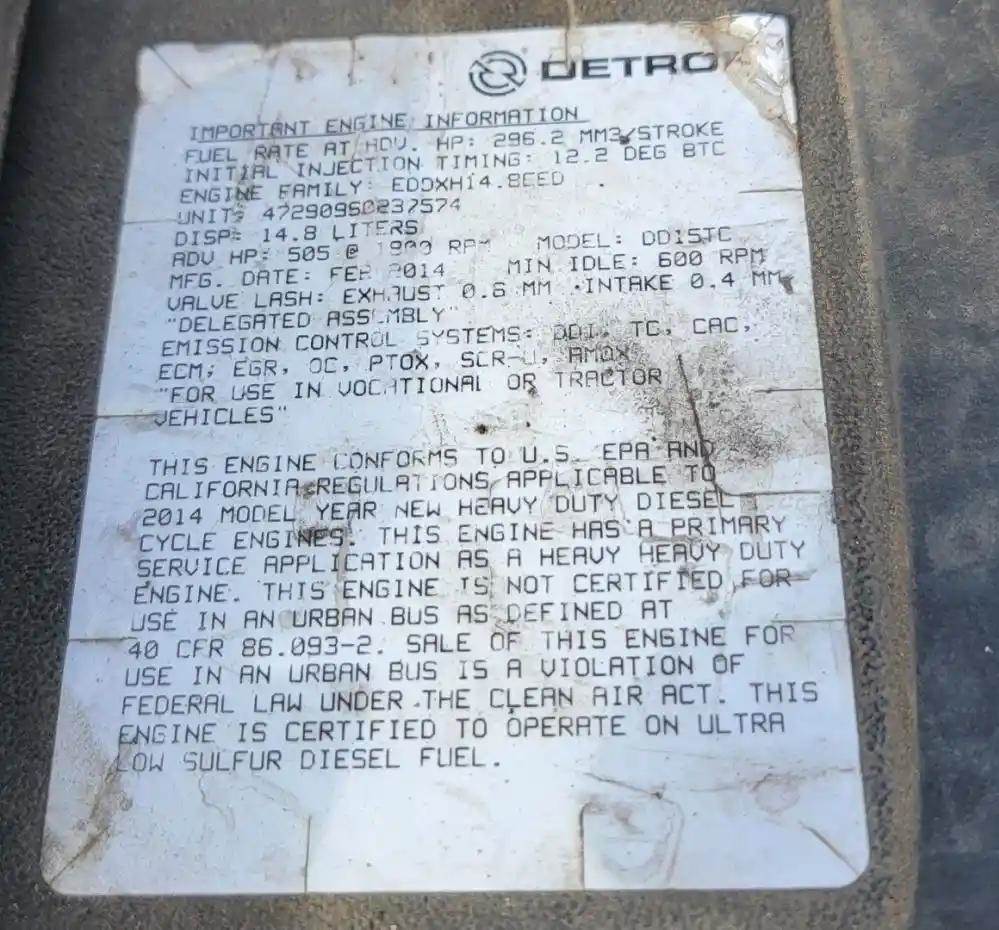 DETRO
IMPORTANT ENGINE INFORMATION
FUEL RATE AT ADV. HP: 296.2 MM3/STROKE
INITIAL INJECTION TIMING: 12.2 DEG BTC
ENGINE FAMILY: EDDXH14.8EED
UNIT:
DISP: 14.8 LITERS
ADV HP: 505 @ RPM MODEL: DD15TC
MFG. DATE: FEB 2014 MIN IDLE: 600 RPM
VALVE LASH: EXHAUST 0.6 MM INTAKE 0.4 MM
"DELEGATED ASSEMBLY"
EMISSION CONTROL SYSTEMS: DDI, TC, CAC,
ECM, EGR, OC, PTOX, SCR-U, AMOX
"FOR USE IN VOCATIONAL OR TRACTOR
VEHICLES"
THIS ENGINE CONFORMS TO U.S. EPA AND
CALIFORNIA REGULATIONS APPLICABLE TO
2014 MODEL YEAR NEW HEAVY DUTY DIESEL
CYCLE ENGINES. THIS ENGINE HAS A PRIMARY
SERVICE APPLICATION AS A HEAVY HEAVY DUTY
ENGINE. THIS ENGINE IS NOT CERTIFIED FOR
USE IN AN URBAN BUS AS DEFINED AT
40 CFR 86.093-2. SALE OF THIS ENGINE FOR
USE IN AN URBAN BUS IS A VIOLATION OF
FEDERAL LAW UNDER THE CLEAN AIR ACT. THIS
ENGINE IS CERTIFIED TO OPERATE ON ULTRA
LOW SULFUR DIESEL FUEL.